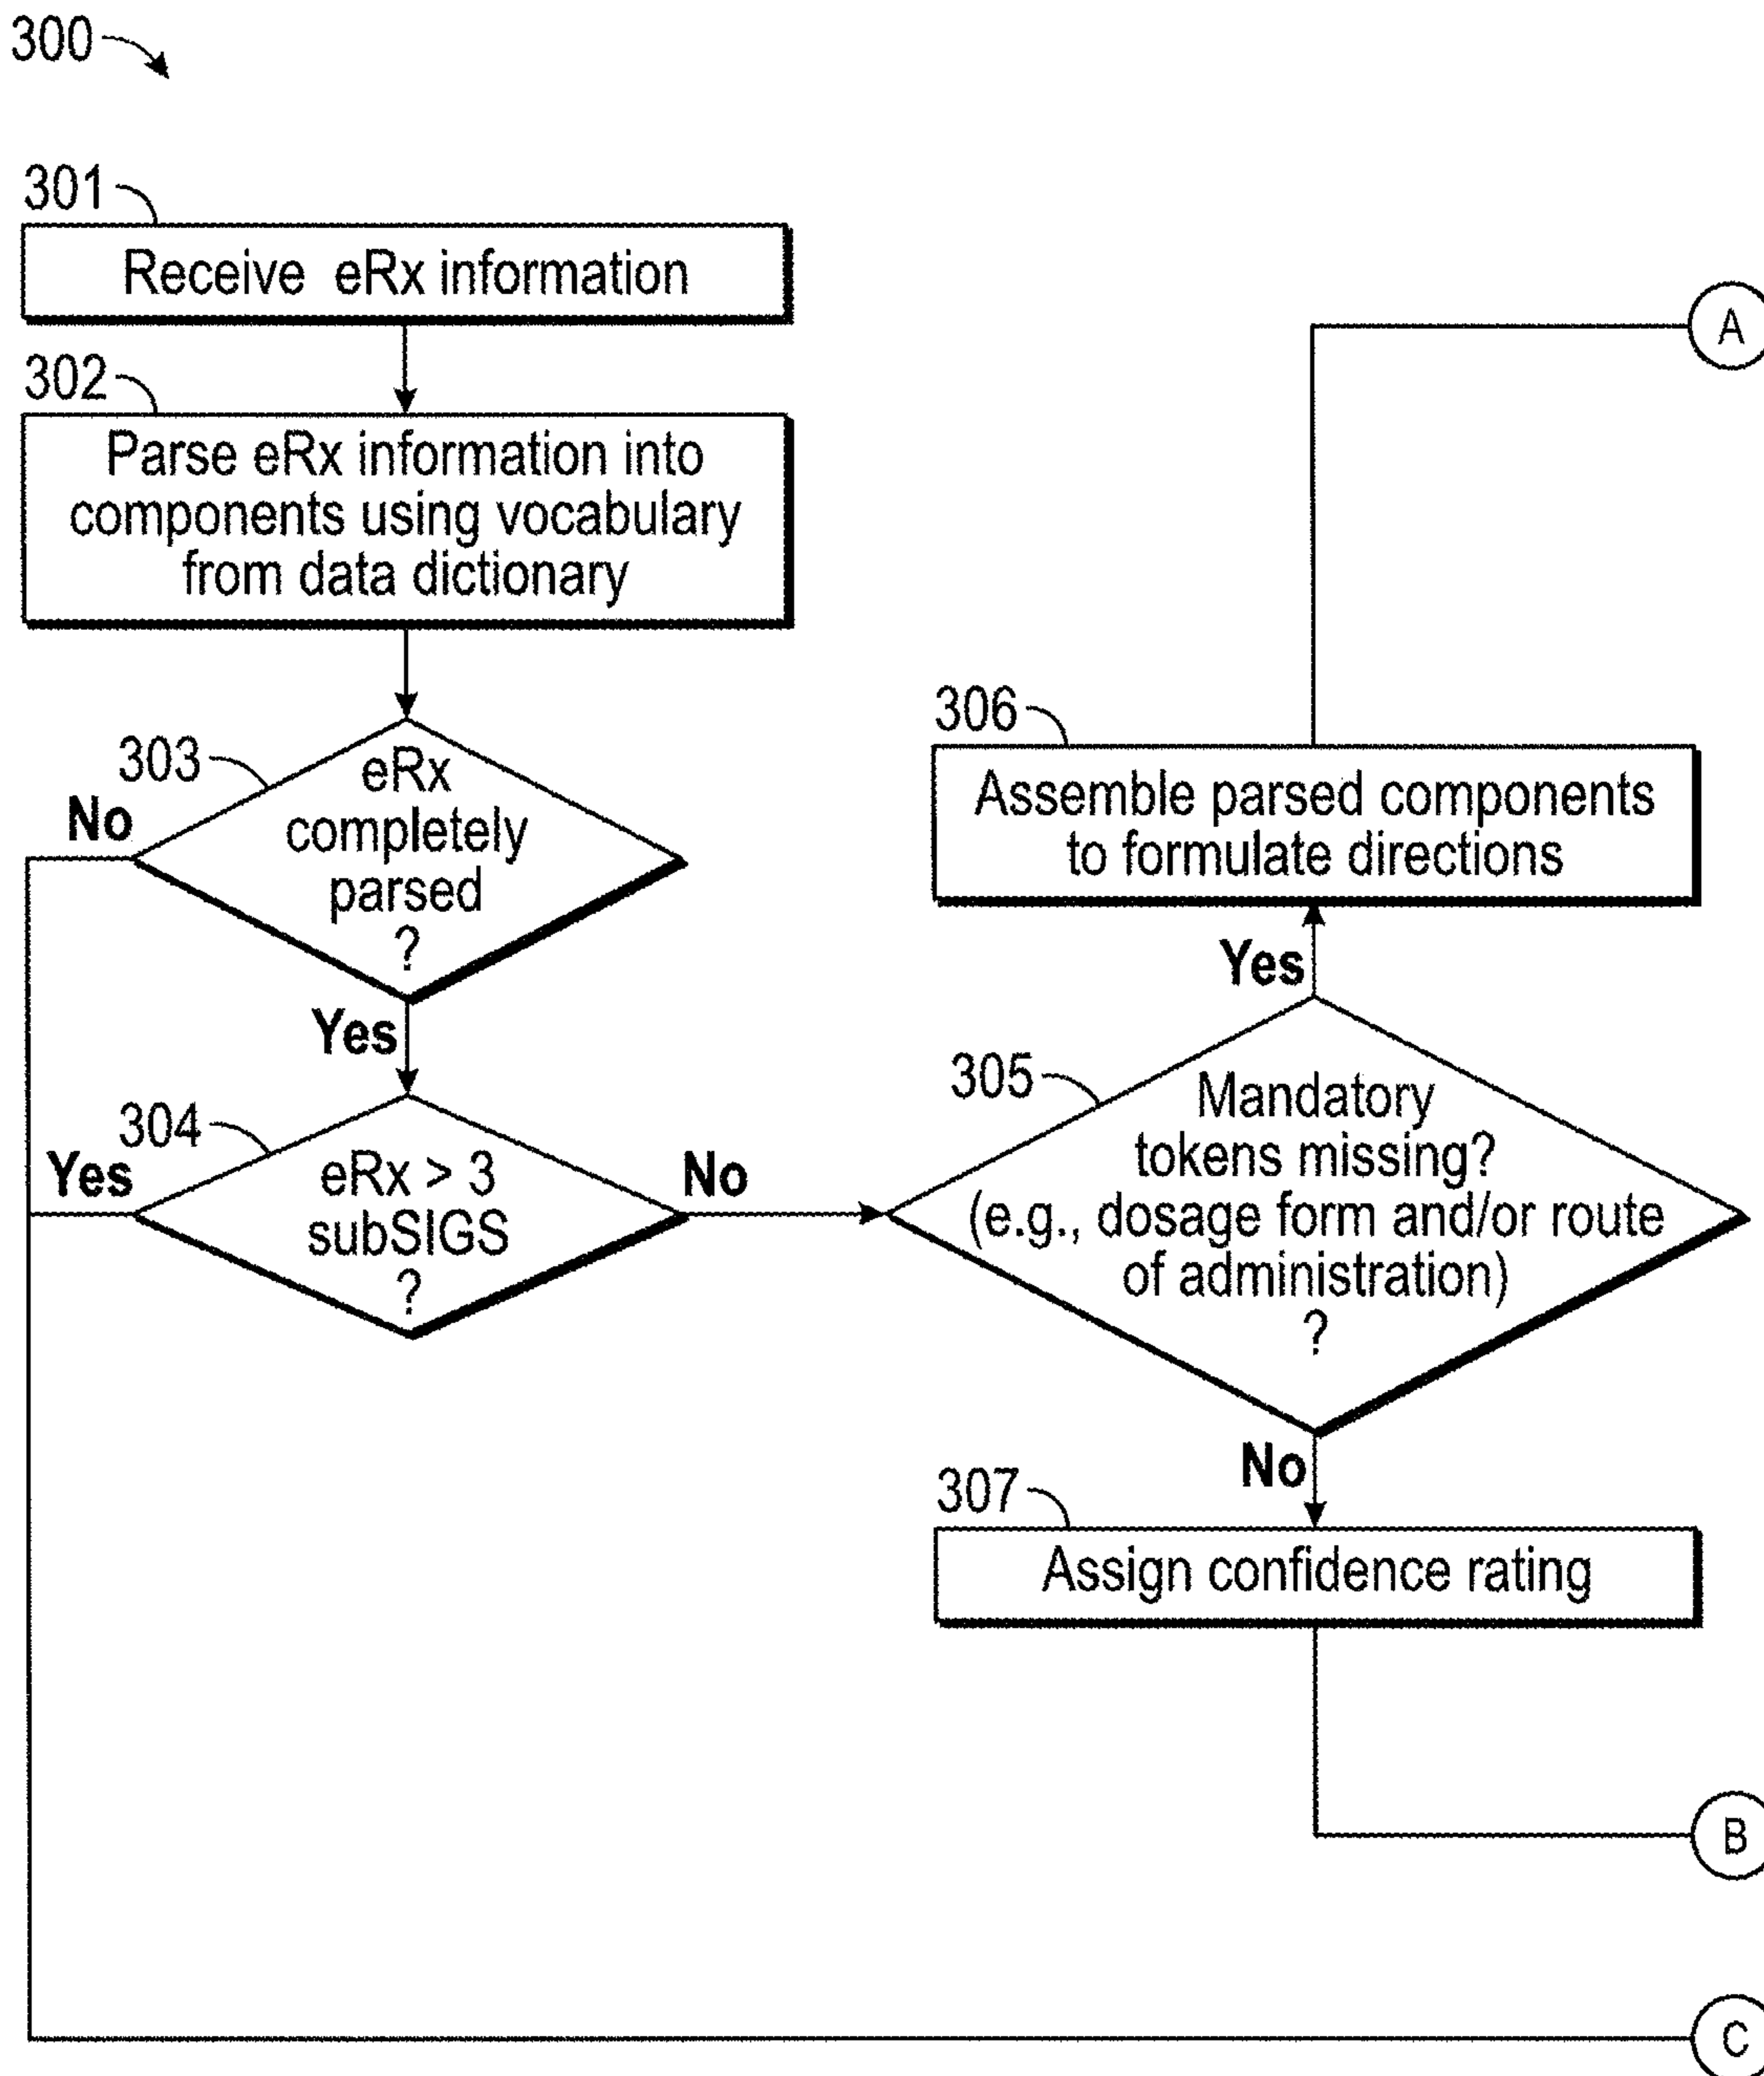 300
301
Receive eRx information
302
Parse eRx information into
components using vocabulary
from data dictionary
303
No
eRx
completely
parsed
?
Yes
304
Yes
eRx > 3
subSIGS
?
No
A
306
Assemble parsed components
to formulate directions
Yes
305
Mandatory
tokens missing?
(e.g., dosage form and/or route
of administration)
?
No
307
Assign confidence rating
B
C